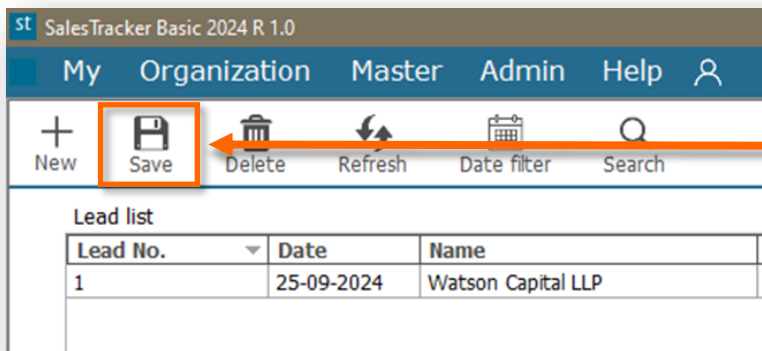 st SalesTracker Basic 2024 R 1.0
My Organization Master Admin Help
New Save Delete Refresh Date filter Search
Lead list
Lead No. Date Name
1 25-09-2024 Watson Capital LLP